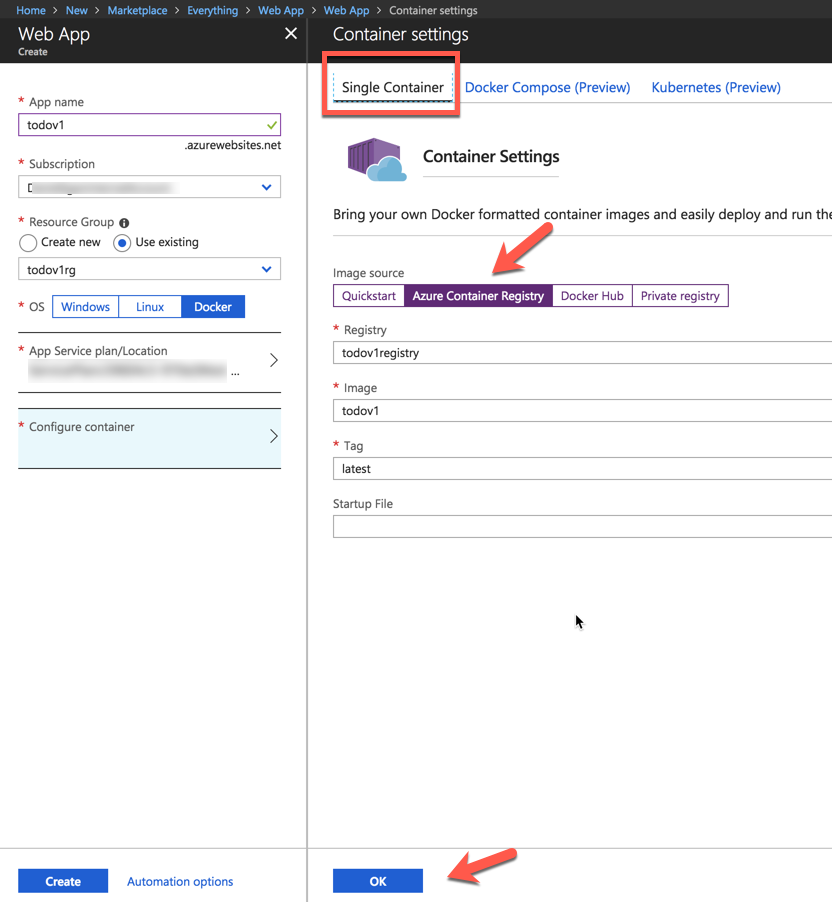 Home > New > Marketplace > Everything > Web App > Web App > Container settings
Web App
Create
* App name
todov1
.azurewebsites.net
* Subscription
* Resource Group
Create new Use existing
todov1rg
* OS Windows Linux Docker
* App Service plan/Location
...
* Configure container
Create Automation options
Container settings
Single Container Docker Compose (Preview) Kubernetes (Preview)
Container Settings
Bring your own Docker formatted container images and easily deploy and run
Image source
Quickstart Azure Container Registry Docker Hub Private registry
* Registry
todov1registry
* Image
todov1
* Tag
latest
Startup File
OK